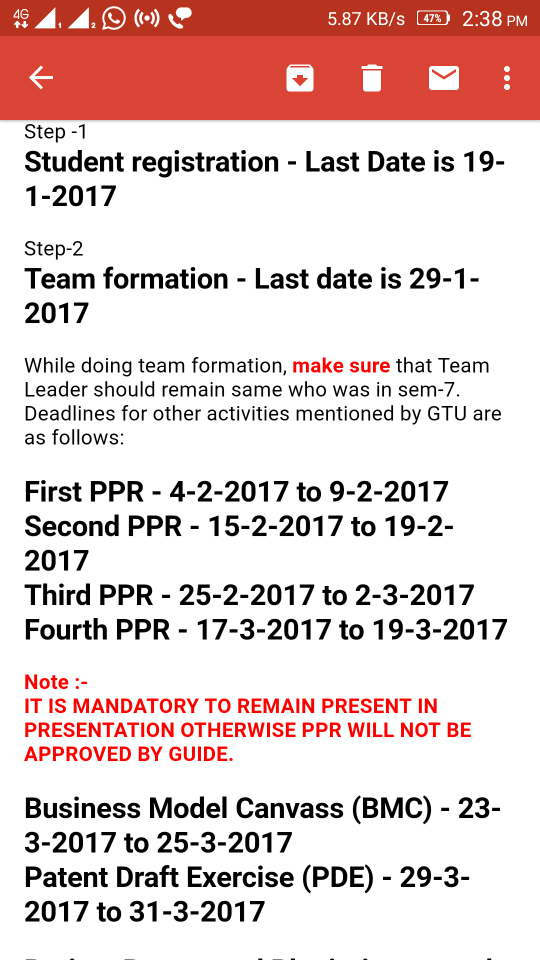 4G 1 2 5.87 KB/s 47% 2:38 PM
Step -1
Student registration - Last Date is 19-
1-2017
Step-2
Team formation - Last date is 29-1-
2017
While doing team formation, make sure that Team
Leader should remain same who was in sem-7.
Deadlines for other activities mentioned by GTU are
as follows:
First PPR - 4-2-2017 to 9-2-2017
Second PPR - 15-2-2017 to 19-2-
2017
Third PPR - 25-2-2017 to 2-3-2017
Fourth PPR - 17-3-2017 to 19-3-2017
Note :-
IT IS MANDATORY TO REMAIN PRESENT IN
PRESENTATION OTHERWISE PPR WILL NOT BE
APPROVED BY GUIDE.
Business Model Canvass (BMC) - 23-
3-2017 to 25-3-2017
Patent Draft Exercise (PDE) - 29-3-
2017 to 31-3-2017